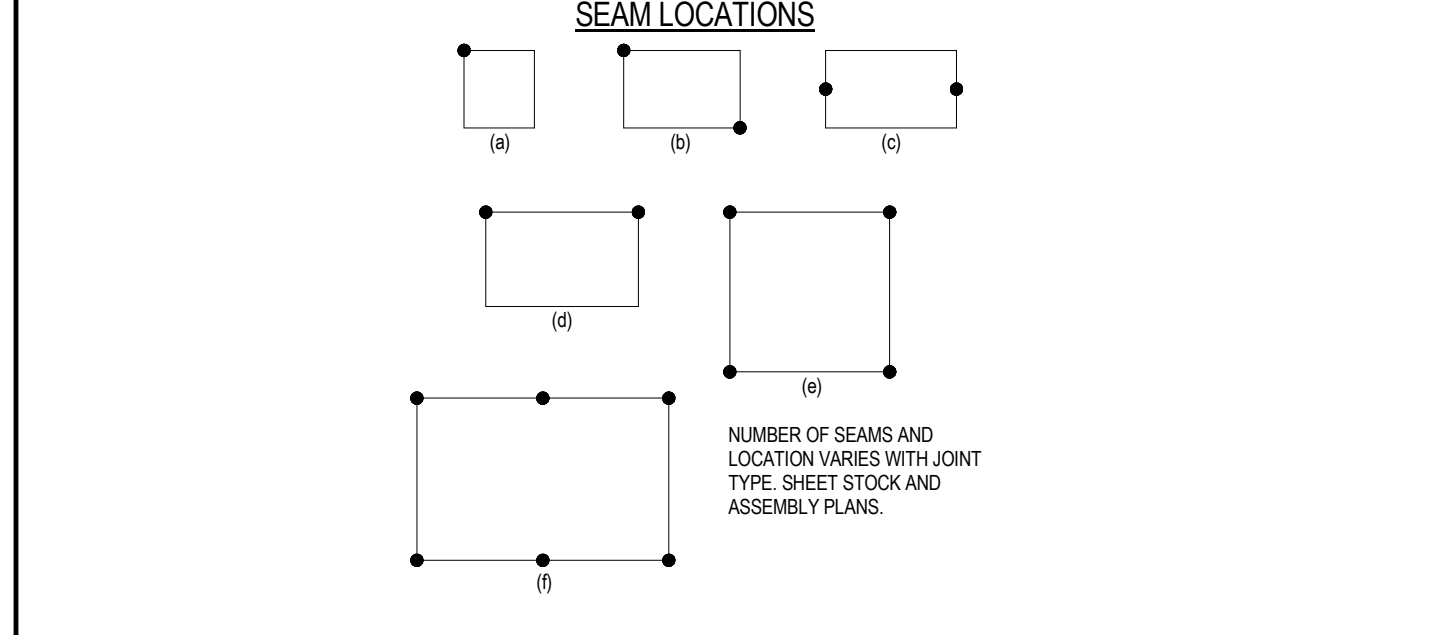 SEAM LOCATIONS
(a)
(b)
(c)
(d)
(e)
(f)
NUMBER OF SEAMS AND
LOCATION VARIES WITH JOINT
TYPE. SHEET STOCK AND
ASSEMBLY PLANS.